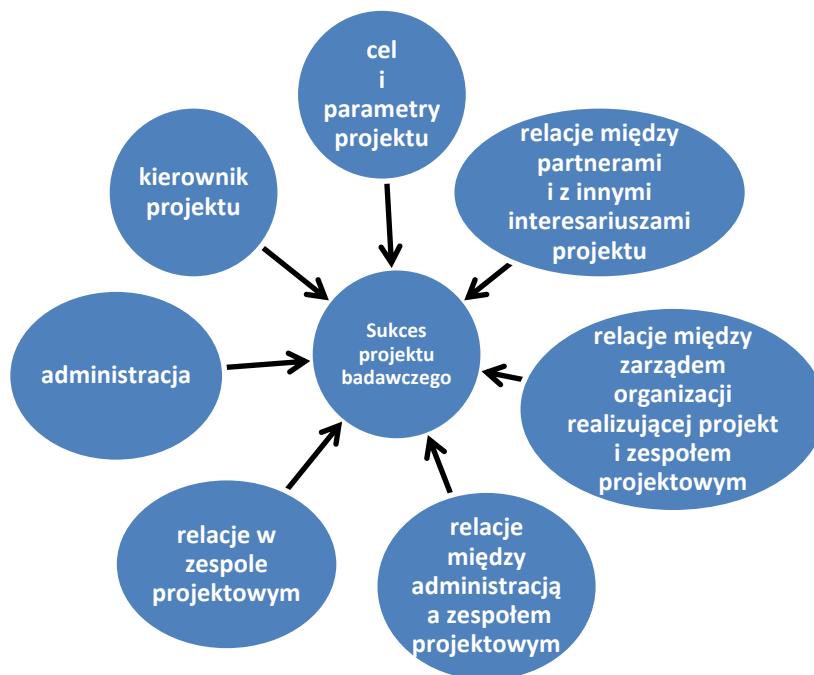 cel
i
parametry
projektu
relacje między
partnerami
i z innymi
interesariuszami
projektu
kierownik
projektu
Sukces
projektu
badawczego
administracja
relacje między
zarządem
organizacji
realizującej projekt
i zespołem
projektowym
relacje w
zespole
projektowym
relacje
między
administracją
a zespołem
projektowym